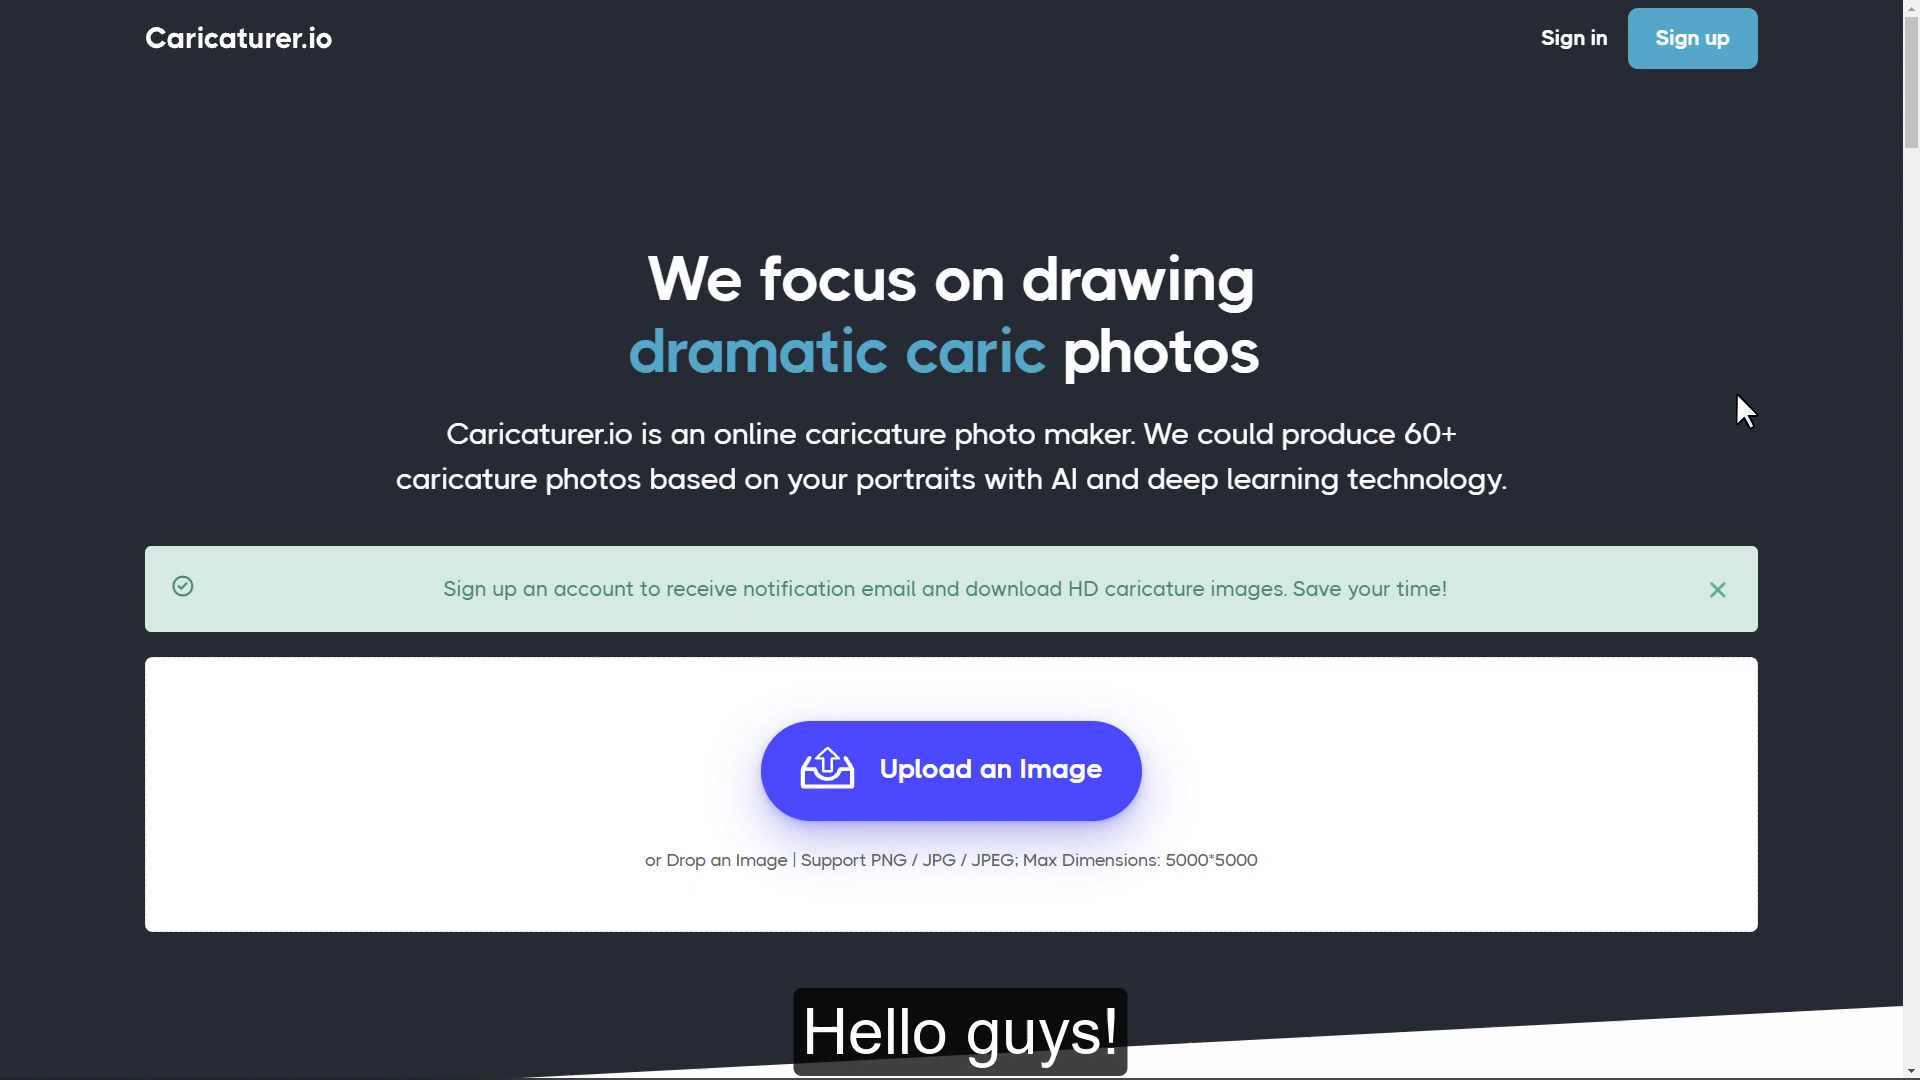 Caricaturer.io
Sign in
Sign up
We focus on drawing
dramatic caric photos
Caricaturer.io is an online caricature photo maker. We could produce 60+
caricature photos based on your portraits with AI and deep learning technology.
Sign up an account to receive notification email and download HD caricature images. Save your time!
Upload an Image
or Drop an Image | Support PNG / JPG / JPEG; Max Dimensions: 5000*5000
Hello guys!